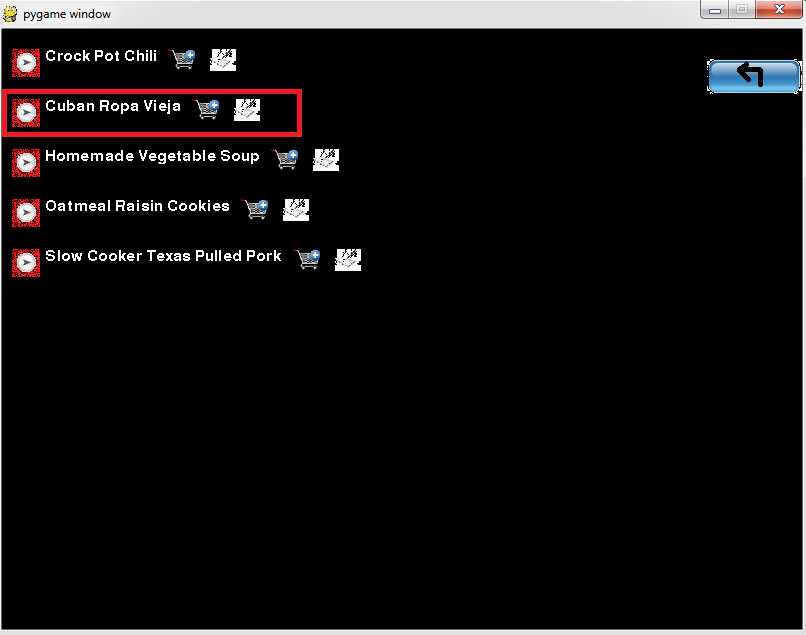 pygame window
Crock Pot Chili
Cuban Ropa Vieja
Homemade Vegetable Soup
Oatmeal Raisin Cookies
Slow Cooker Texas Pulled Pork